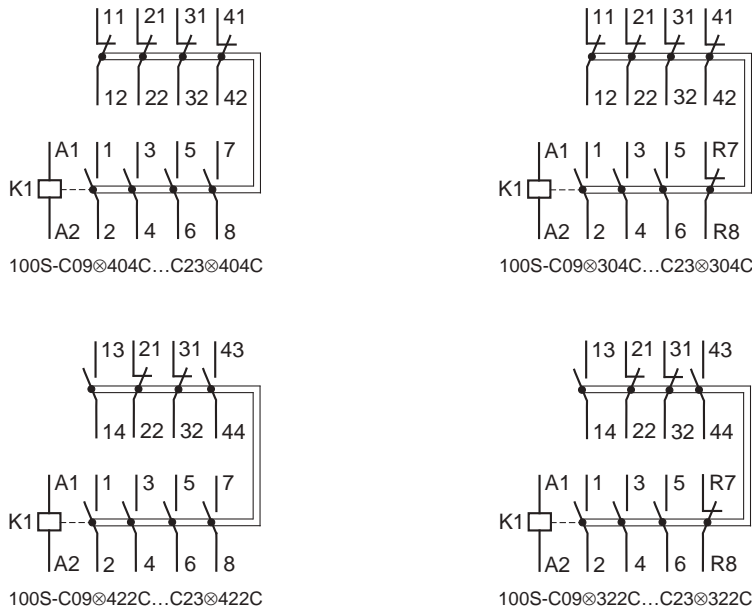 11 21 31 41
12 22 32 42
A1 1 3 5 7
K1
A2 2 4 6 8
100S-C09⊗404C…C23⊗404C
11 21 31 41
12 22 32 42
A1 1 3 5 R7
K1
A2 2 4 6 R8
100S-C09⊗304C…C23⊗304C
13 21 31 43
14 22 32 44
A1 1 3 5 7
K1
A2 2 4 6 8
100S-C09⊗422C…C23⊗422C
13 21 31 43
14 22 32 44
A1 1 3 5 R7
K1
A2 2 4 6 R8
100S-C09⊗322C…C23⊗322C